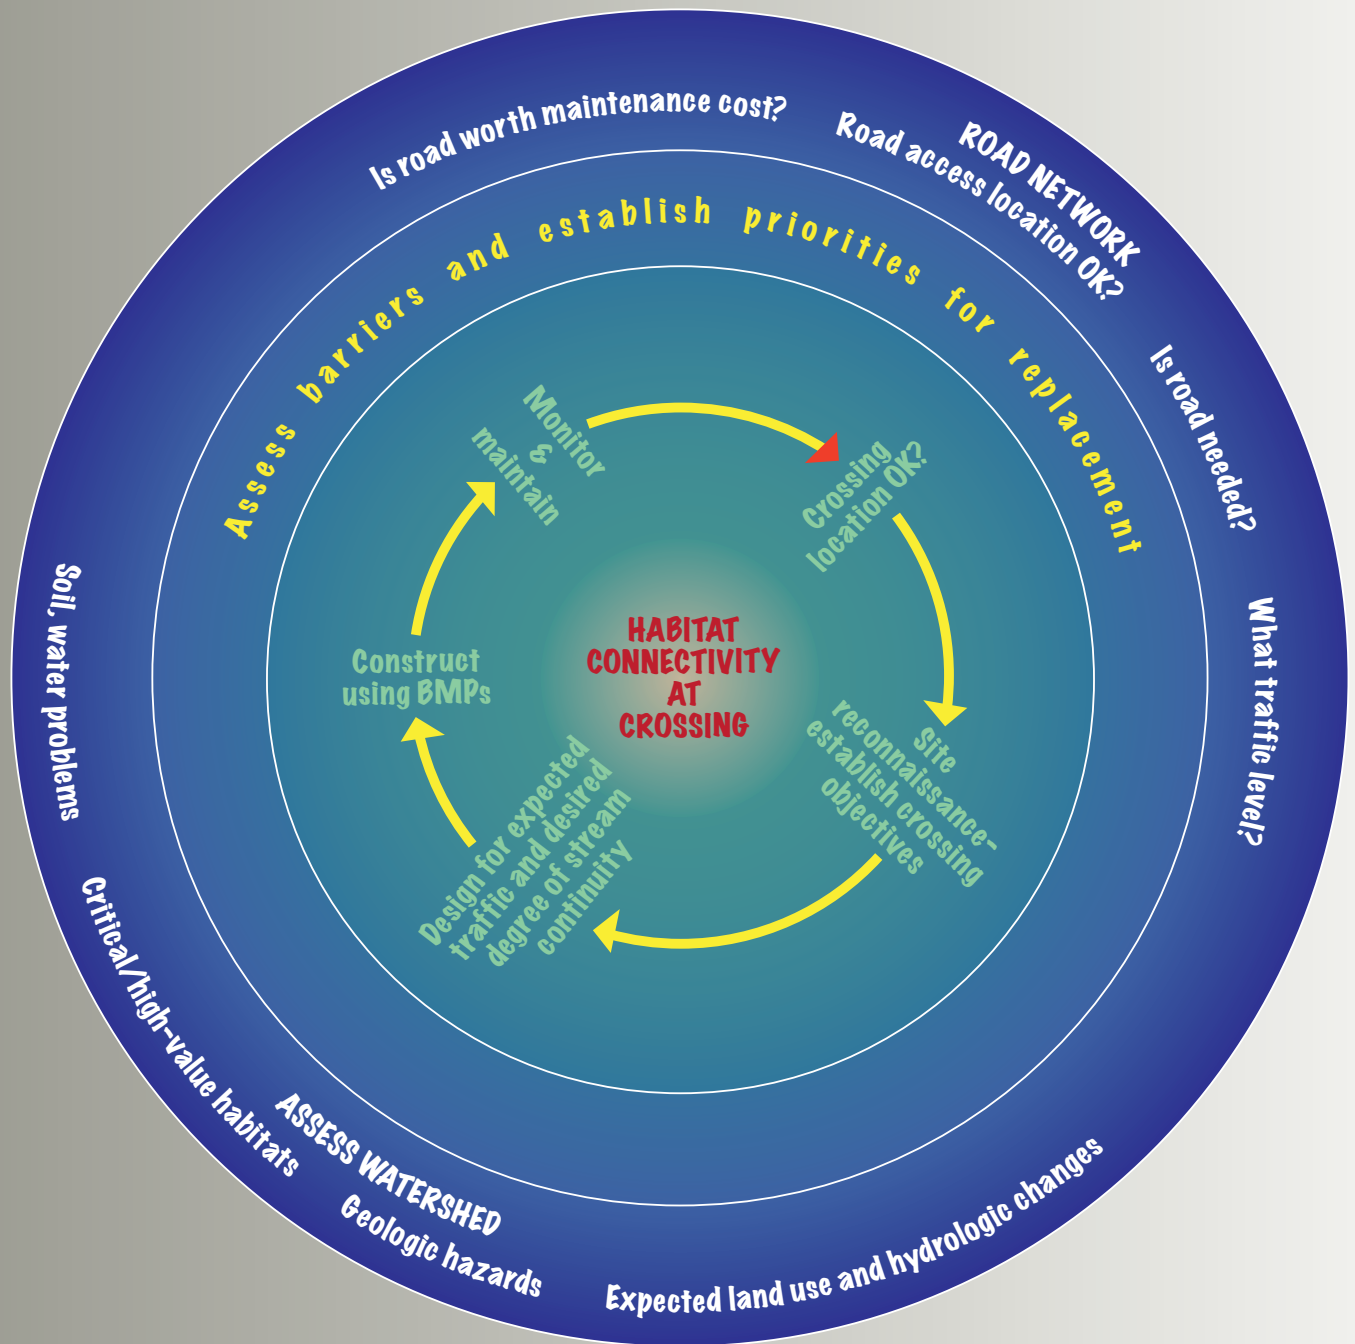 Is road worth maintenance cost?
ROAD NETWORK
Road access location OK?
Is road needed?
What traffic level?
Assess barriers and establish priorities for replacement
Monitor
&
maintain
Crossing
location OK?
Site
reconnaissance-
establish crossing
objectives
Design for expected
traffic and desired
degree of stream
continuity
Construct
using BMPs
HABITAT
CONNECTIVITY
AT
CROSSING
Soil, water problems
Critical/high-value habitats
ASSESS WATERSHED
Geologic hazards
Expected land use and hydrologic changes